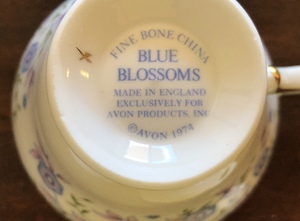 FINE BONE CHINA
BLUE
BLOSSOMS
MADE IN ENGLAND
EXCLUSIVELY FOR
AVON PRODUCTS, INC
©AVON 1974